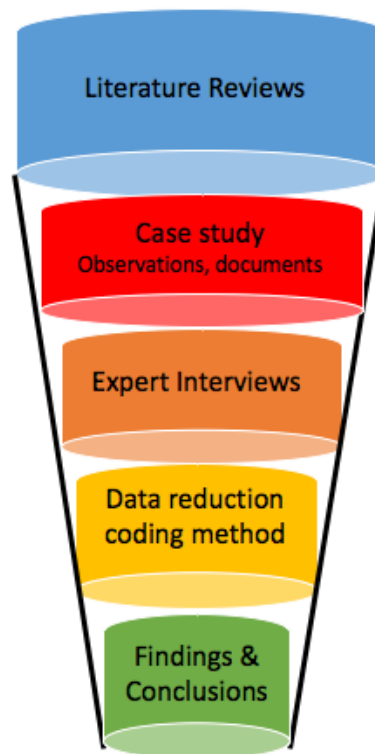 Literature Reviews
Case study
Observations, documents
Expert Interviews
Data reduction
coding method
Findings &
Conclusions